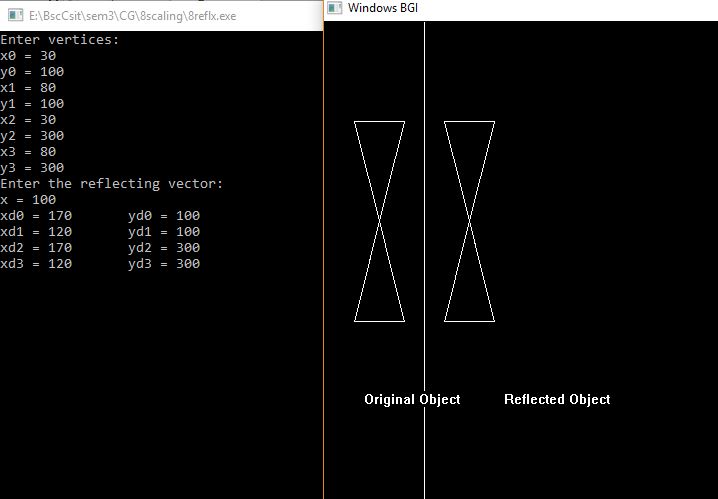 E:\BscCsit\sem3\CG\8scaling\8reflx.exe
Enter vertices:
x0 = 30
y0 = 100
x1 = 80
y1 = 100
x2 = 30
y2 = 300
x3 = 80
y3 = 300
Enter the reflecting vector:
x = 100
xd0 = 170 yd0 = 100
xd1 = 120 yd1 = 100
xd2 = 170 yd2 = 300
xd3 = 120 yd3 = 300
Windows BGI
Original Object Reflected Object